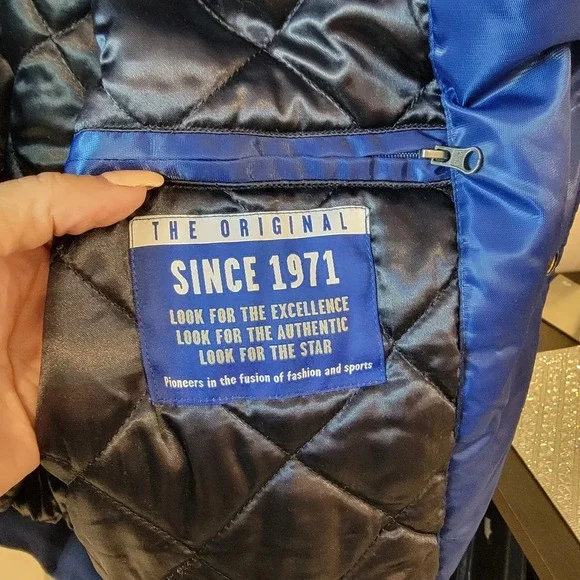 THE ORIGINAL
SINCE 1971
LOOK FOR THE EXCELLENCE
LOOK FOR THE AUTHENTIC
LOOK FOR THE STAR
Pioneers in the fusion of fashion and sports